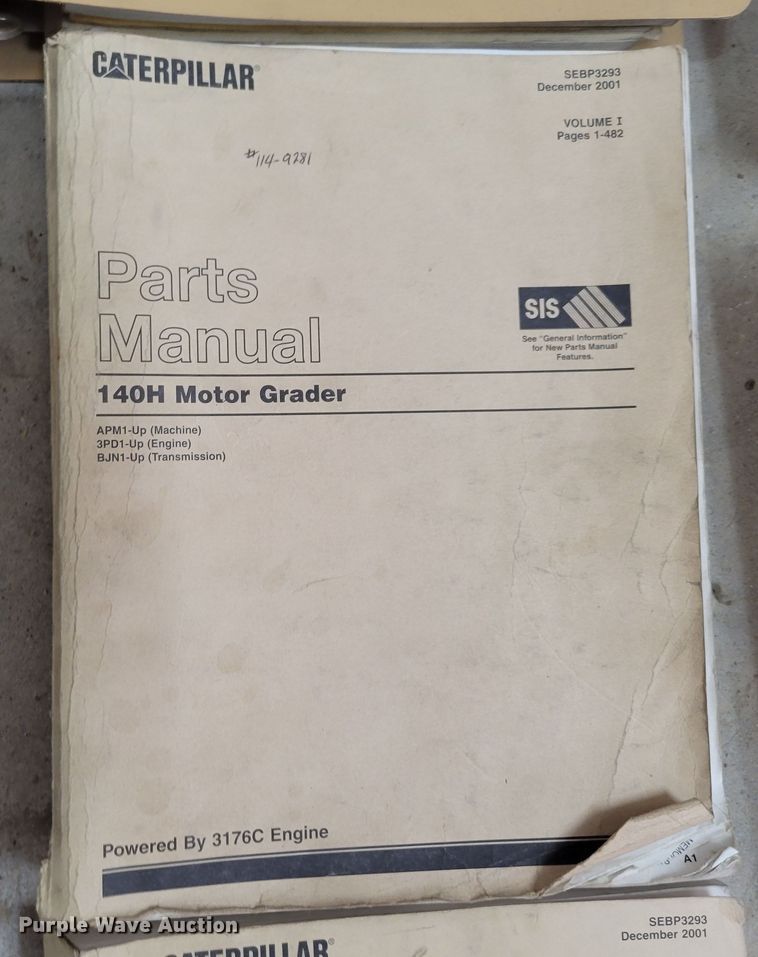 CATERPILLAR®
SEBP3293
December 2001
VOLUME I
Pages 1-482
#114-9281
Parts
Manual
SIS
See "General Information"
for New Parts Manual
Features.
140H Motor Grader
APM1-Up (Machine)
3PD1-Up (Engine)
BJN1-Up (Transmission)
Powered By 3176C Engine
A1
Purple Wave Auction
CATERPILLAR®
SEBP3293
December 2001